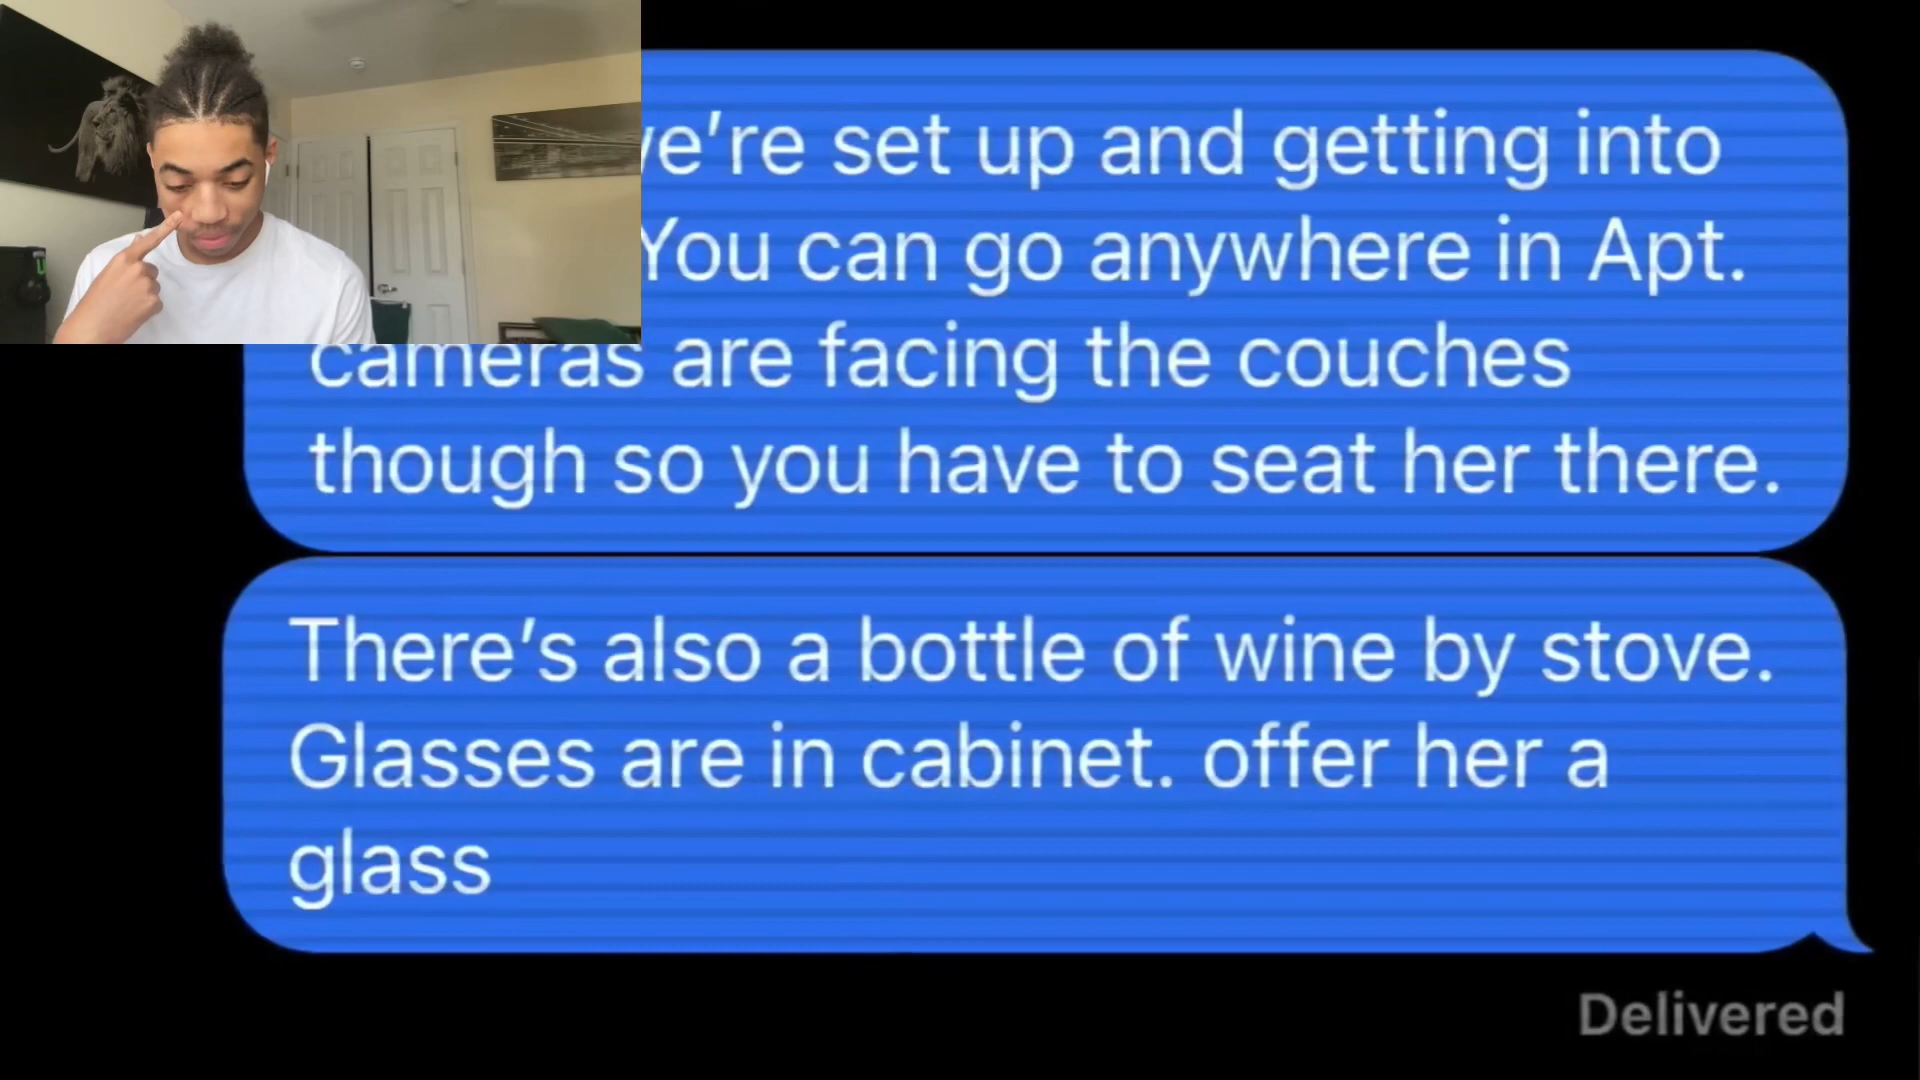 we're set up and getting into
You can go anywhere in Apt.
cameras are facing the couches
though so you have to seat her there.
There's also a bottle of wine by stove.
Glasses are in cabinet. offer her a
glass
Delivered